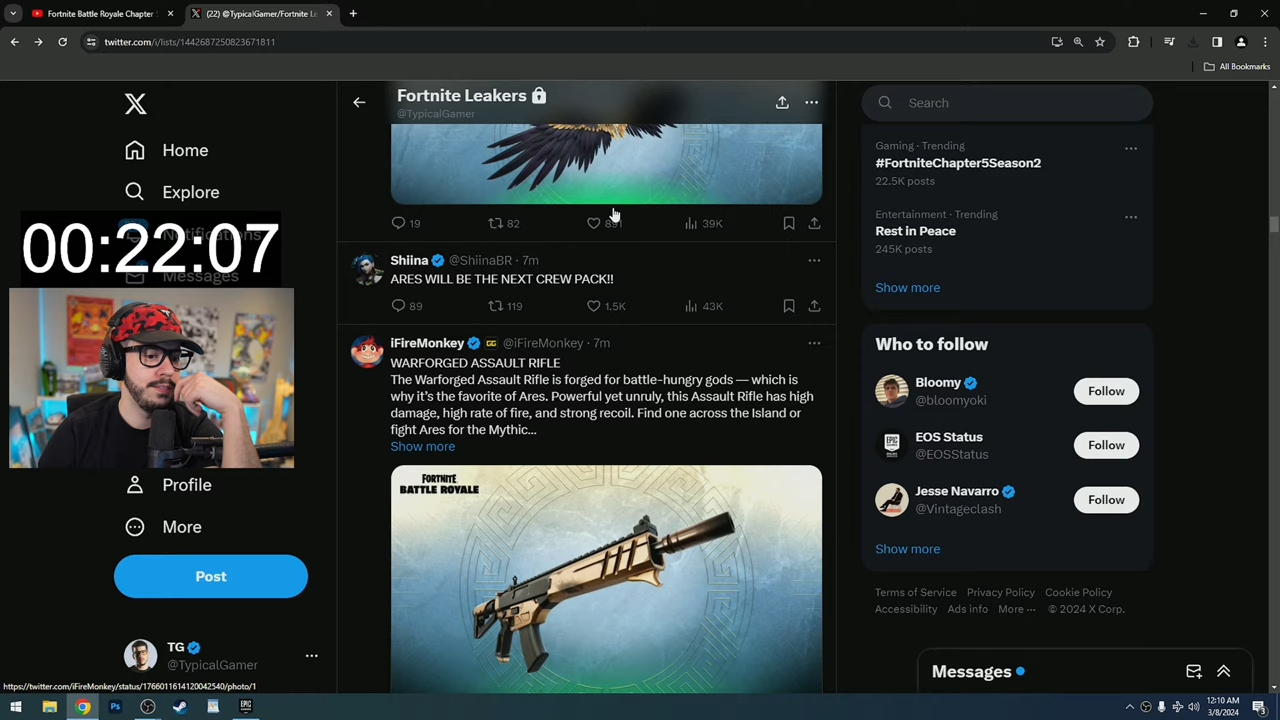 Fortnite Battle Royale Chapter
(22) @TypicalGamer/Fortnite Le
twitter.com/i/lists/1442687250823671811
All Bookmarks
Home
Explore
Notifications
Messages
Profile
More
Post
TG
@TypicalGamer
00:22:07
Fortnite Leakers
@TypicalGamer
19 82 891 39K
Shiina @ShiinaBR · 7m
ARES WILL BE THE NEXT CREW PACK!!
89 119 1.5K 43K
iFireMonkey GG @iFireMonkey · 7m
WARFORGED ASSAULT RIFLE
The Warforged Assault Rifle is forged for battle-hungry gods — which is
why it's the favorite of Ares. Powerful yet unruly, this Assault Rifle has high
damage, high rate of fire, and strong recoil. Find one across the Island or
fight Ares for the Mythic...
Show more
FORTNITE
BATTLE ROYALE
Search
Gaming · Trending
#FortniteChapter5Season2
22.5K posts
Entertainment · Trending
Rest in Peace
245K posts
Show more
Who to follow
Bloomy
@bloomyoki
Follow
EOS Status
@EOSStatus
Follow
Jesse Navarro
@Vintageclash
Follow
Show more
Terms of Service Privacy Policy Cookie Policy
Accessibility Ads info More ··· © 2024 X Corp.
Messages
https://twitter.com/iFireMonkey/status/1766011614120042540/photo/1
12:10 AM
3/8/2024